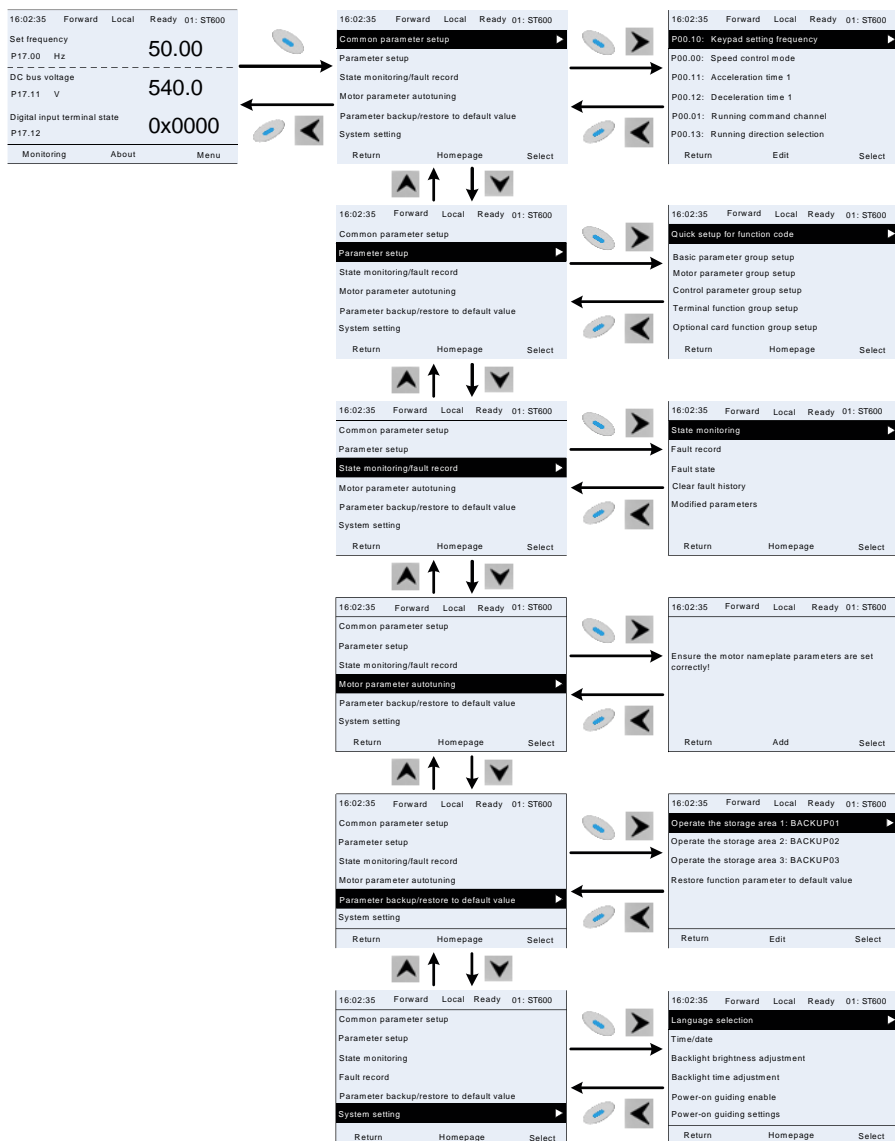 16:02:35 Forward Local Ready 01: ST600
Set frequency
P17.00 Hz
50.00
DC bus voltage
P17.11 V
540.0
Digital input terminal state
P17.12
0x0000
Monitoring About Menu
16:02:35 Forward Local Ready 01: ST600
Common parameter setup
Parameter setup
State monitoring/fault record
Motor parameter autotuning
Parameter backup/restore to default value
System setting
Return Homepage Select
16:02:35 Forward Local Ready 01: ST600
P00.10: Keypad setting frequency
P00.00: Speed control mode
P00.11: Acceleration time 1
P00.12: Deceleration time 1
P00.01: Running command channel
P00.13: Running direction selection
Return Edit Select
16:02:35 Forward Local Ready 01: ST600
Common parameter setup
Parameter setup
State monitoring/fault record
Motor parameter autotuning
Parameter backup/restore to default value
System setting
Return Homepage Select
16:02:35 Forward Local Ready 01: ST600
Quick setup for function code
Basic parameter group setup
Motor parameter group setup
Control parameter group setup
Terminal function group setup
Optional card function group setup
Return Homepage Select
16:02:35 Forward Local Ready 01: ST600
Common parameter setup
Parameter setup
State monitoring/fault record
Motor parameter autotuning
Parameter backup/restore to default value
System setting
Return Homepage Select
16:02:35 Forward Local Ready 01: ST600
State monitoring
Fault record
Fault state
Clear fault history
Modified parameters
Return Homepage Select
16:02:35 Forward Local Ready 01: ST600
Common parameter setup
Parameter setup
State monitoring/fault record
Motor parameter autotuning
Parameter backup/restore to default value
System setting
Return Homepage Select
16:02:35 Forward Local Ready 01: ST600
Ensure the motor nameplate parameters are set
correctly!
Return Add Select
16:02:35 Forward Local Ready 01: ST600
Common parameter setup
Parameter setup
State monitoring/fault record
Motor parameter autotuning
Parameter backup/restore to default value
System setting
Return Homepage Select
16:02:35 Forward Local Ready 01: ST600
Operate the storage area 1: BACKUP01
Operate the storage area 2: BACKUP02
Operate the storage area 3: BACKUP03
Restore function parameter to default value
Return Edit Select
16:02:35 Forward Local Ready 01: ST600
Common parameter setup
Parameter setup
State monitoring
Fault record
Parameter backup/restore to default value
System setting
Return Homepage Select
16:02:35 Forward Local Ready 01: ST600
Language selection
Time/date
Backlight brightness adjustment
Backlight time adjustment
Power-on guiding enable
Power-on guiding settings
Return Homepage Select